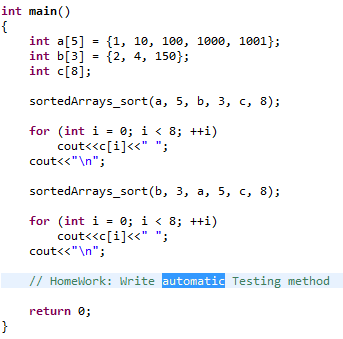 int main()
{
    int a[5] = {1, 10, 100, 1000, 1001};
    int b[3] = {2, 4, 150};
    int c[8];
    sortedArrays_sort(a, 5, b, 3, c, 8);
    for (int i = 0; i < 8; ++i)
        cout<<c[i]<<" ";
    cout<<"\n";
    sortedArrays_sort(b, 3, a, 5, c, 8);
    for (int i = 0; i < 8; ++i)
        cout<<c[i]<<" ";
    cout<<"\n";
    // HomeWork: Write automatic Testing method
    return 0;
}